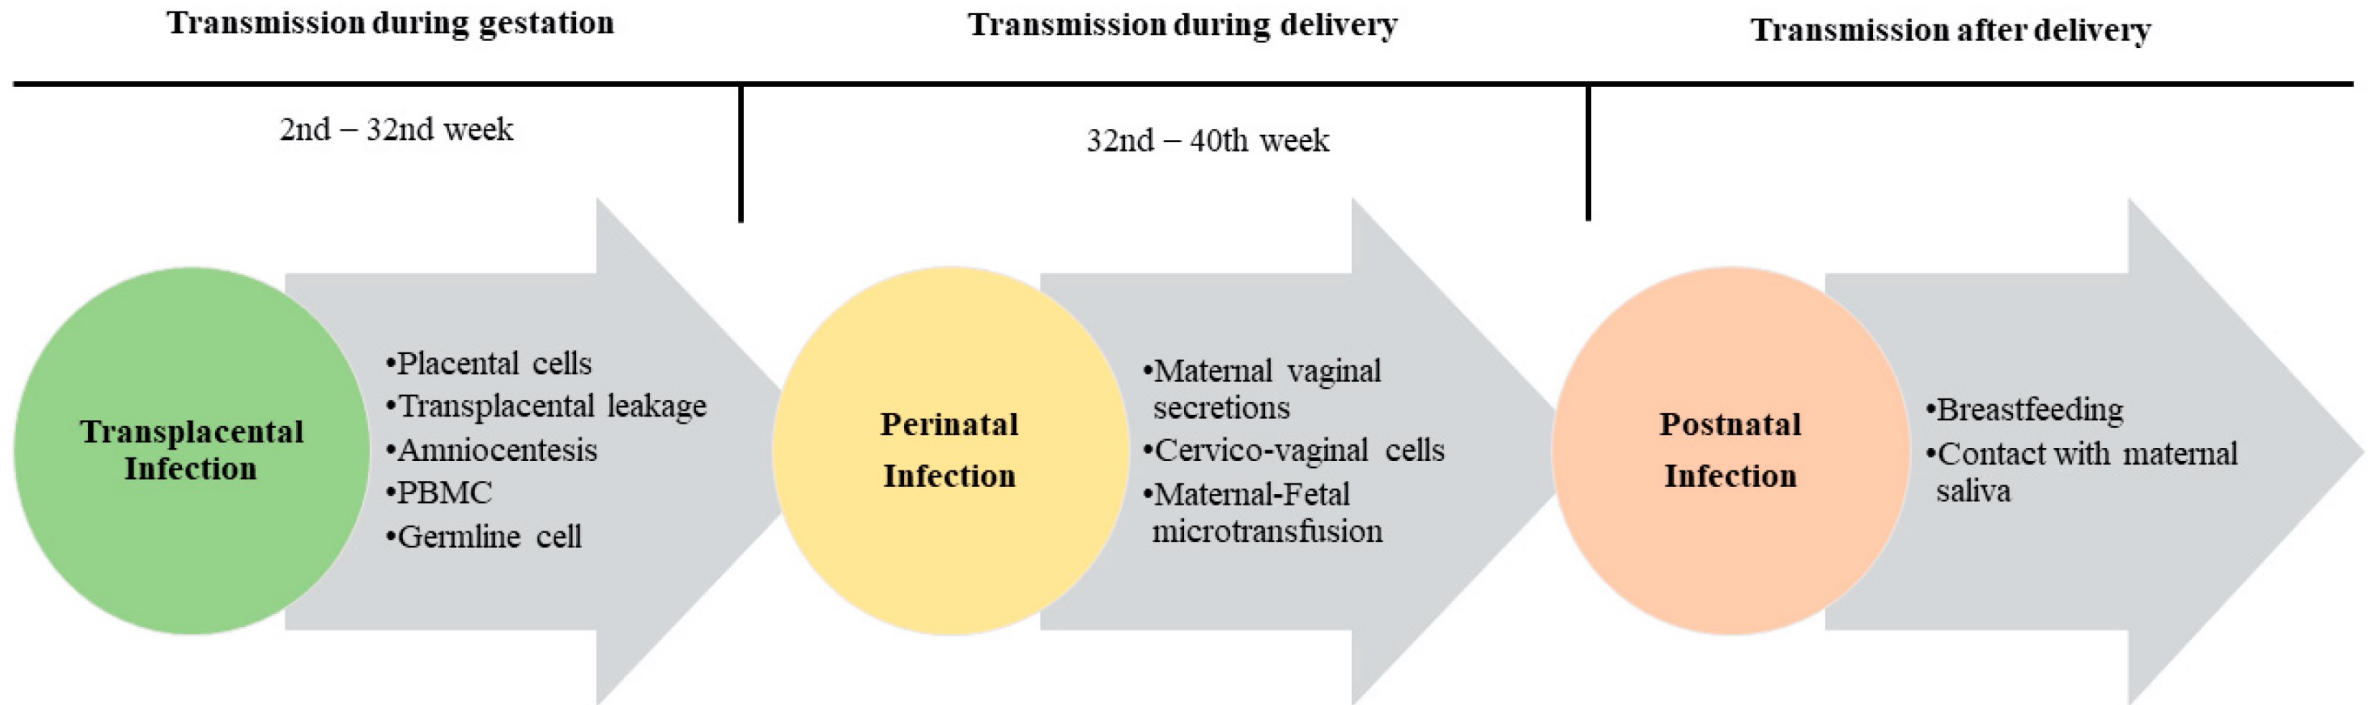 Transmission during gestation
Transmission during delivery
Transmission after delivery
2nd – 32nd week
32nd – 40th week
Transplacental
Infection
•Placental cells
•Transplacental leakage
•Amniocentesis
•PBMC
•Germline cell
Perinatal
Infection
•Maternal vaginal
secretions
•Cervico-vaginal cells
•Maternal-Fetal
microtransfusion
Postnatal
Infection
•Breastfeeding
•Contact with maternal
saliva